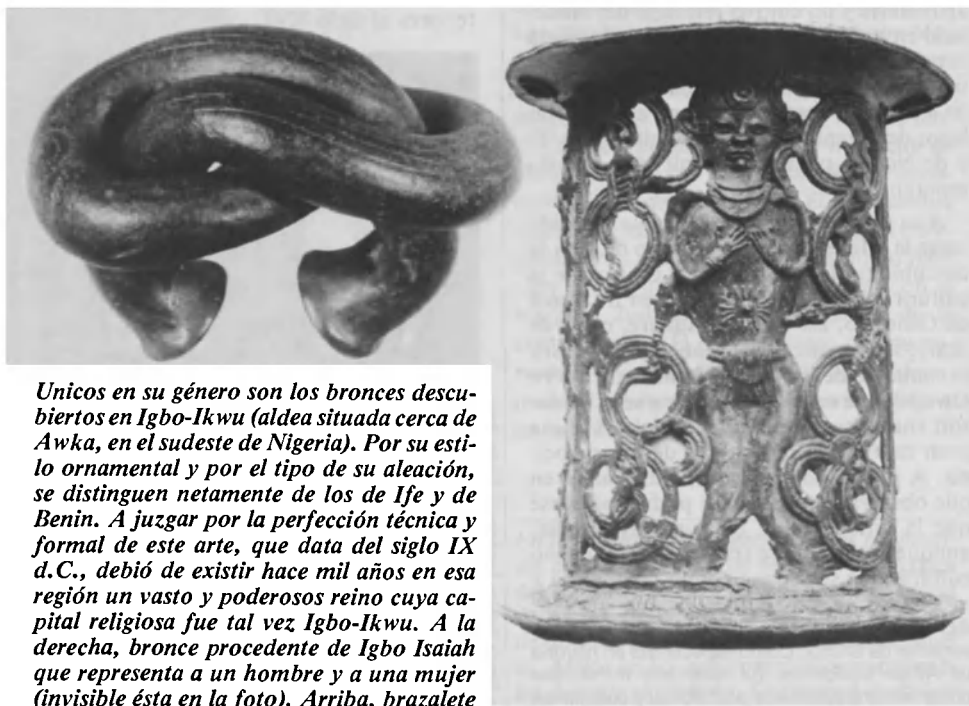 Unicos en su género son los bronces descu-
biertos en Igbo-Ikwu (aldea situada cerca de
Awka, en el sudeste de Nigeria). Por su esti-
lo ornamental y por el tipo de su aleación,
se distinguen netamente de los de Ife y de
Benin. A juzgar por la perfección técnica y
formal de este arte, que data del siglo IX
d.C., debió de existir hace mil años en esa
región un vasto y poderosos reino cuya ca-
pital religiosa fue tal vez Igbo-Ikwu. A la
derecha, bronce procedente de Igbo Isaiah
que representa a un hombre y a una mujer
(invisible ésta en la foto). Arriba, brazalete